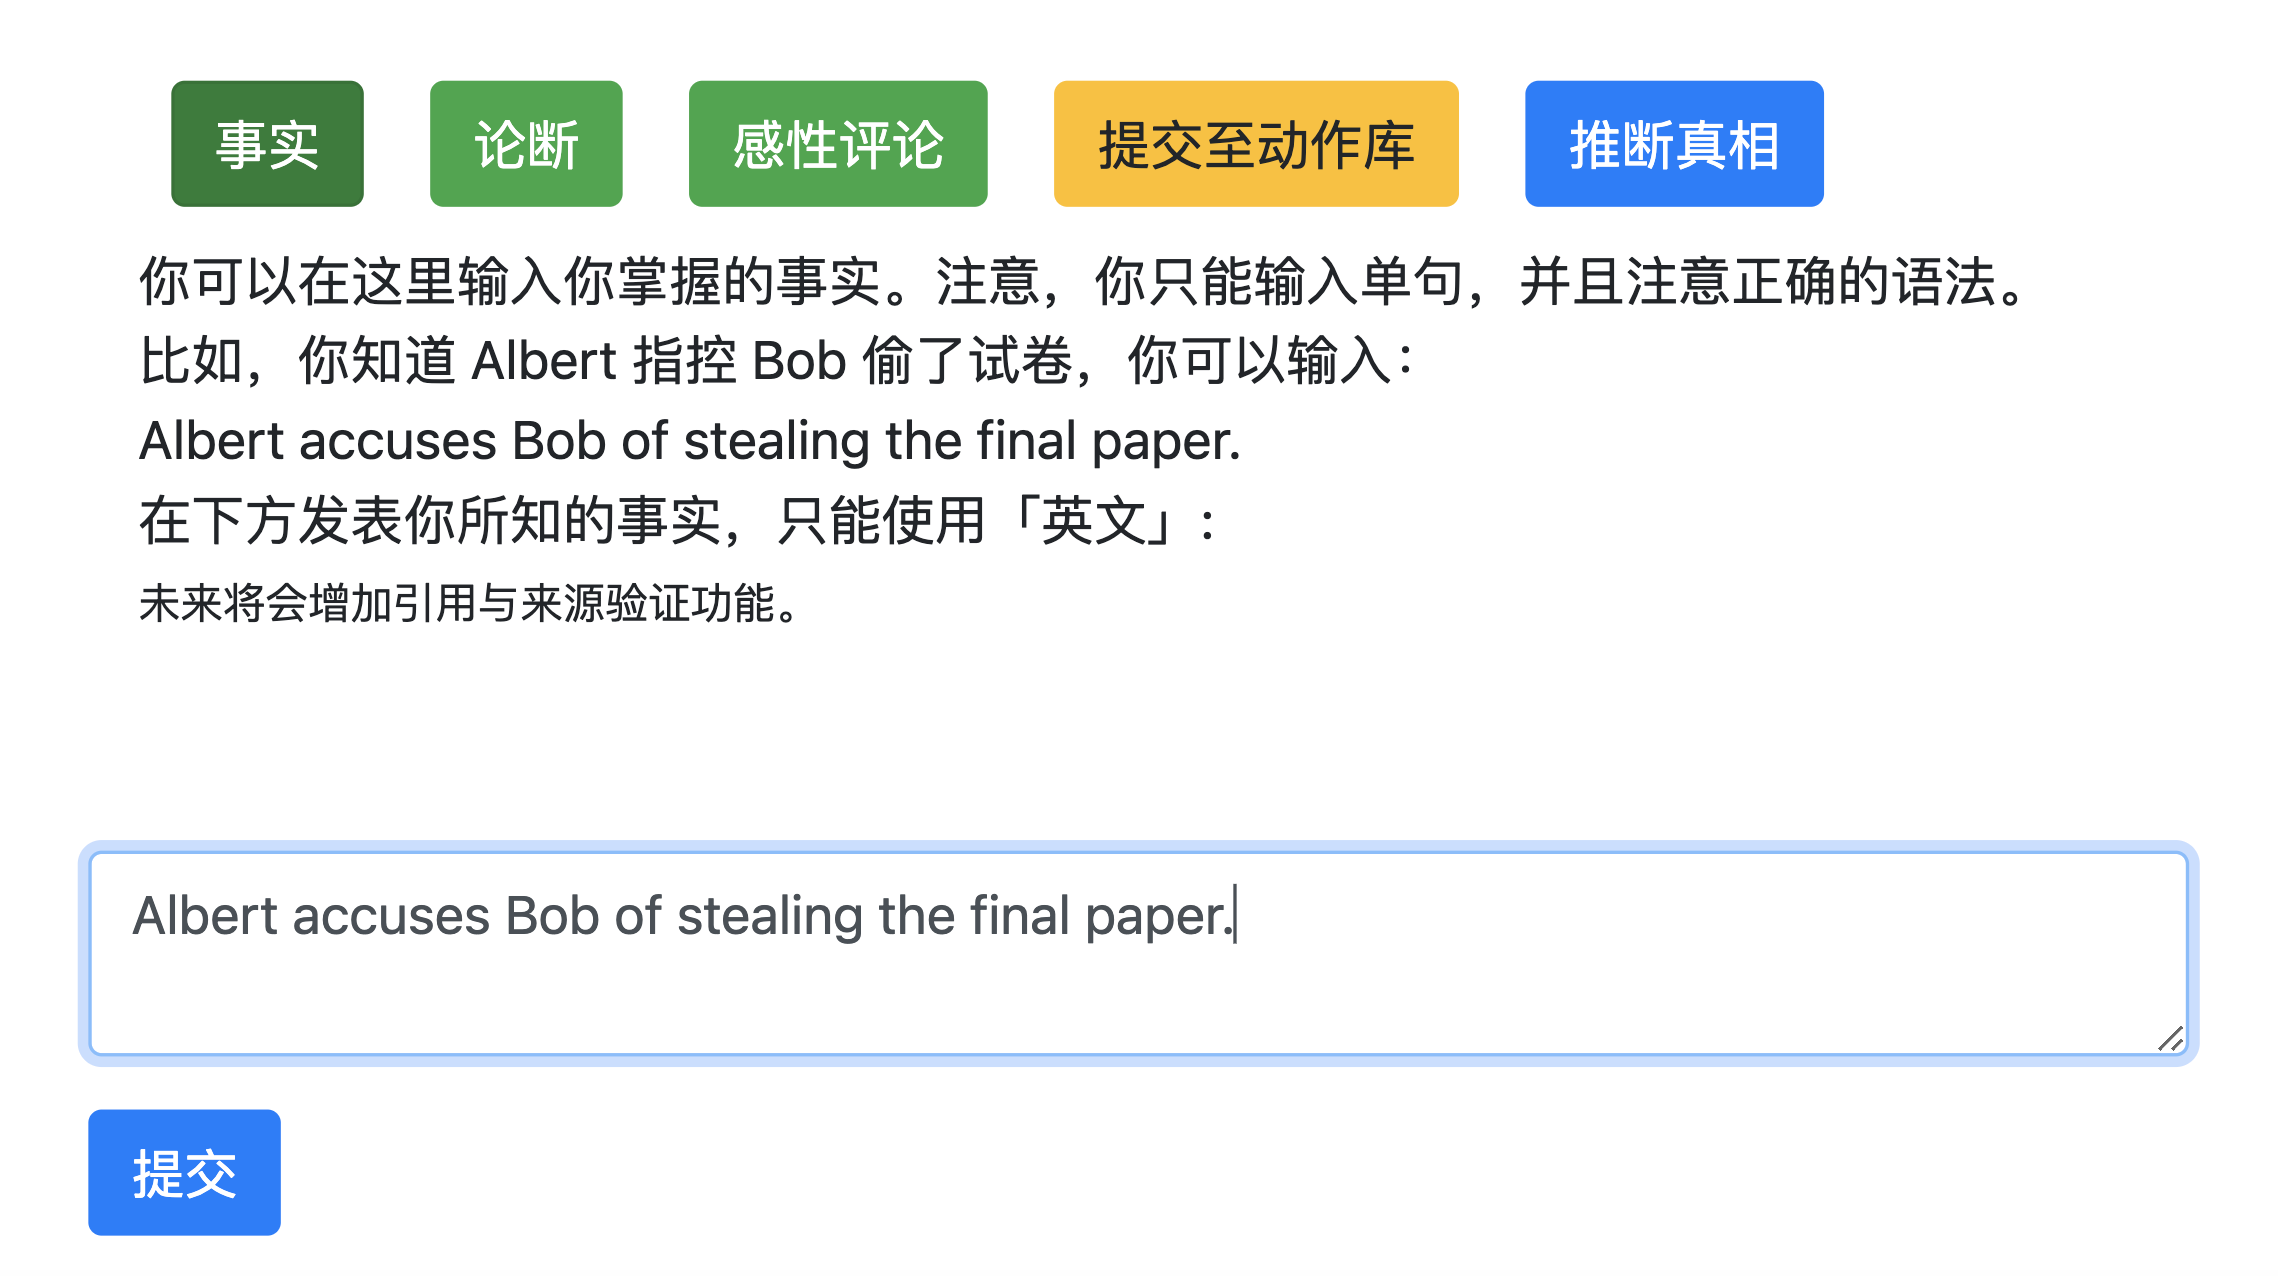 事实 论断 感性评论 提交至动作库 推断真相
你可以在这里输入你掌握的事实。注意，你只能输入单句，并且注意正确的语法。
比如，你知道 Albert 指控 Bob 偷了试卷，你可以输入：
Albert accuses Bob of stealing the final paper.
在下方发表你所知的事实，只能使用「英文」：
未来将会增加引用与来源验证功能。
Albert accuses Bob of stealing the final paper.
提交